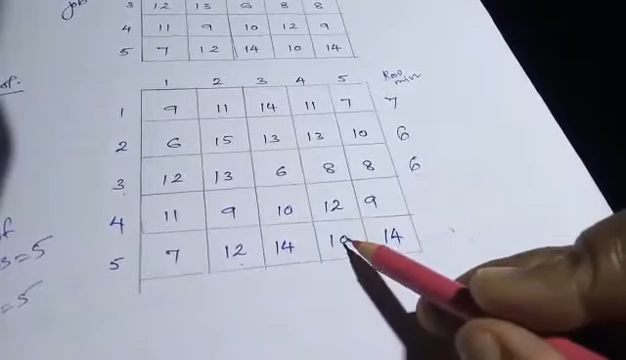 job
3 12 13 6 8 8
4 11 9 10 12 9
5 7 12 14 10 14
1 2 3 4 5 Row min
1 9 11 14 11 7 7
2 6 15 13 13 10 6
3 12 13 6 8 8 6
4 11 9 10 12 9
5 7 12 14 10 14
=5
=5